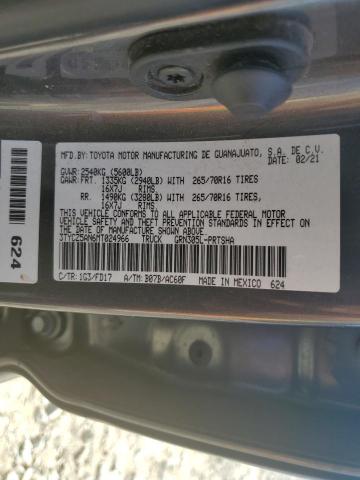 MFD.BY:TOYOTA MOTOR MANUFACTURING DE GUANAJUATO, S.A. DE C.V.
02/21
GVWR:2540KG (5600LB)
GAWR:FRT. 1335KG (2940LB) WITH 265/70R16 TIRES
16X7J RIMS
RR. 1490KG (3280LB) WITH 265/70R16 TIRES
16X7J RIMS
THIS VEHICLE CONFORMS TO ALL APPLICABLE FEDERAL MOTOR
VEHICLE SAFETY AND THEFT PREVENTION STANDARDS IN EFFECT ON
THE DATE OF MANUFACTURE SHOWN ABOVE.
3TYCZ5AN6MT024966 TRUCK GRN305L-PRTSHA
C/TR:1G3/FD17 A/TM:B07B/AC60F MADE IN MEXICO 624
624